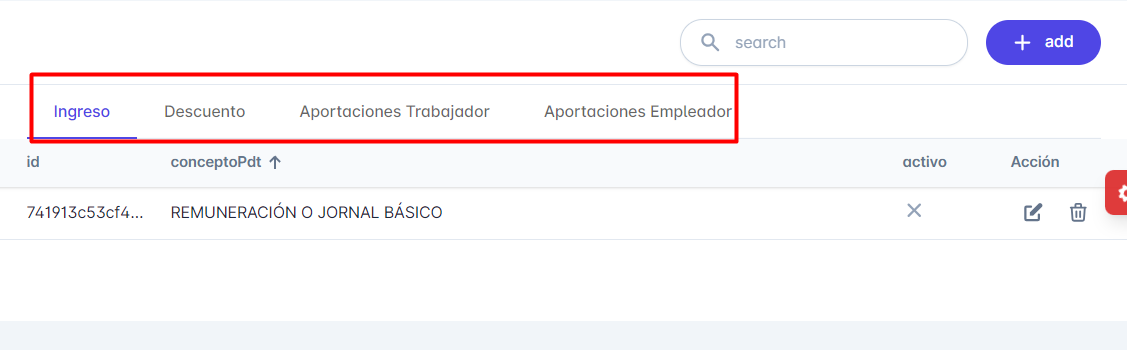 search
add
Ingreso Descuento Aportaciones Trabajador Aportaciones Empleador
id conceptoPdt activo Acción
741913c53cf4... REMUNERACIÓN O JORNAL BÁSICO